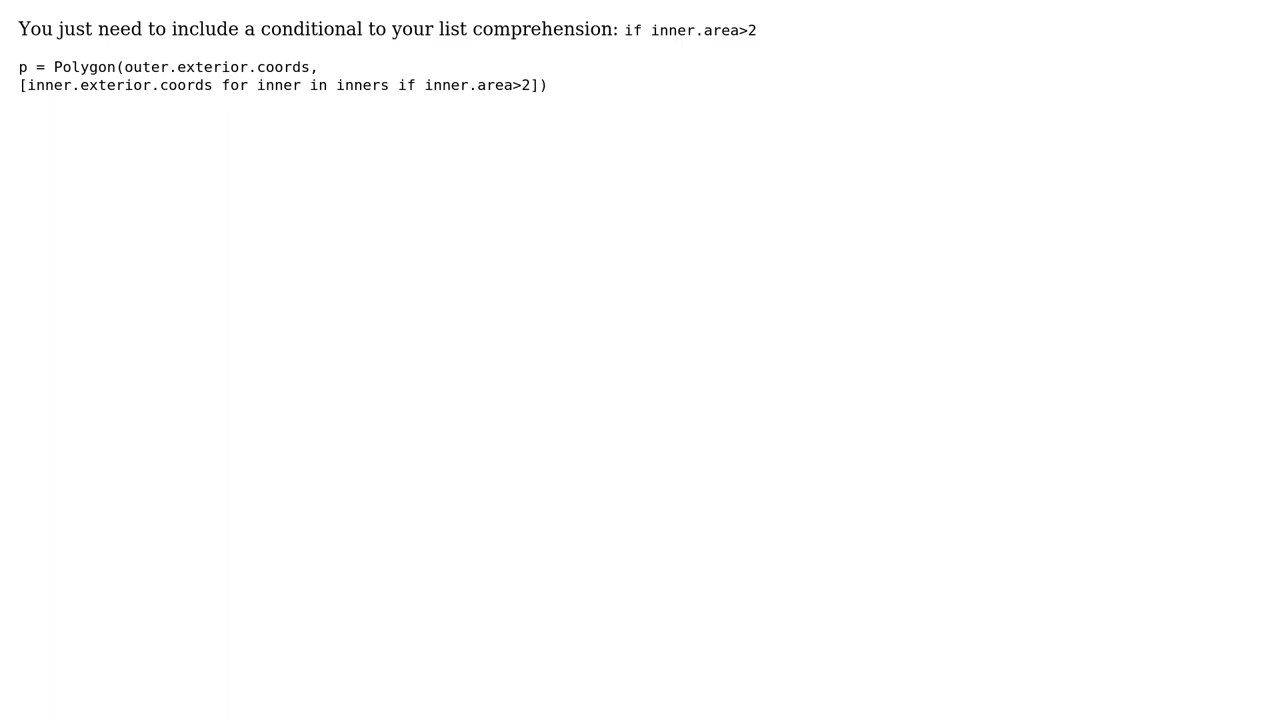 You just need to include a conditional to your list comprehension: if inner.area>2
p = Polygon(outer.exterior.coords,
[inner.exterior.coords for inner in inners if inner.area>2])